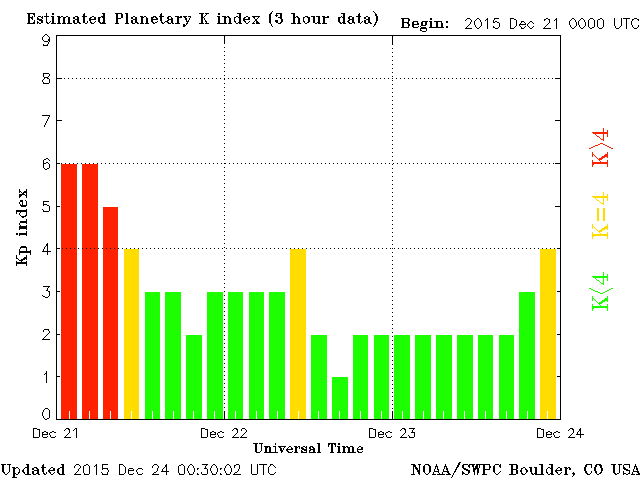 Estimated Planetary K index (3 hour data) Begin: 2015 Dec 21 0000 UTC
9
8
7
6
5
4
3
2
1
0
Kp index
K>4
K=4
K<4
Dec 21 Dec 22 Dec 23 Dec 24
Universal Time
Updated 2015 Dec 24 00:30:02 UTC NOAA/SWPC Boulder, CO USA